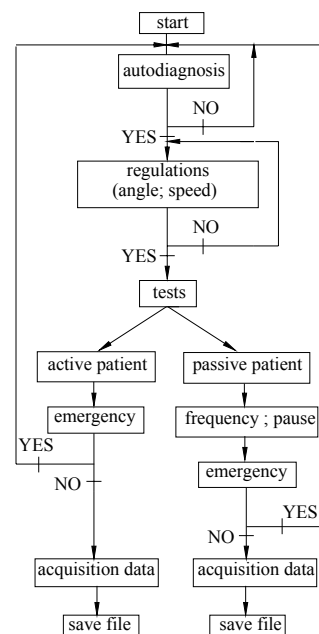 start
autodiagnosis
NO
YES
regulations
(angle; speed)
NO
YES
tests
active patient
passive patient
emergency
frequency ; pause
YES
emergency
NO
YES
NO
acquisition data
acquisition data
save file
save file